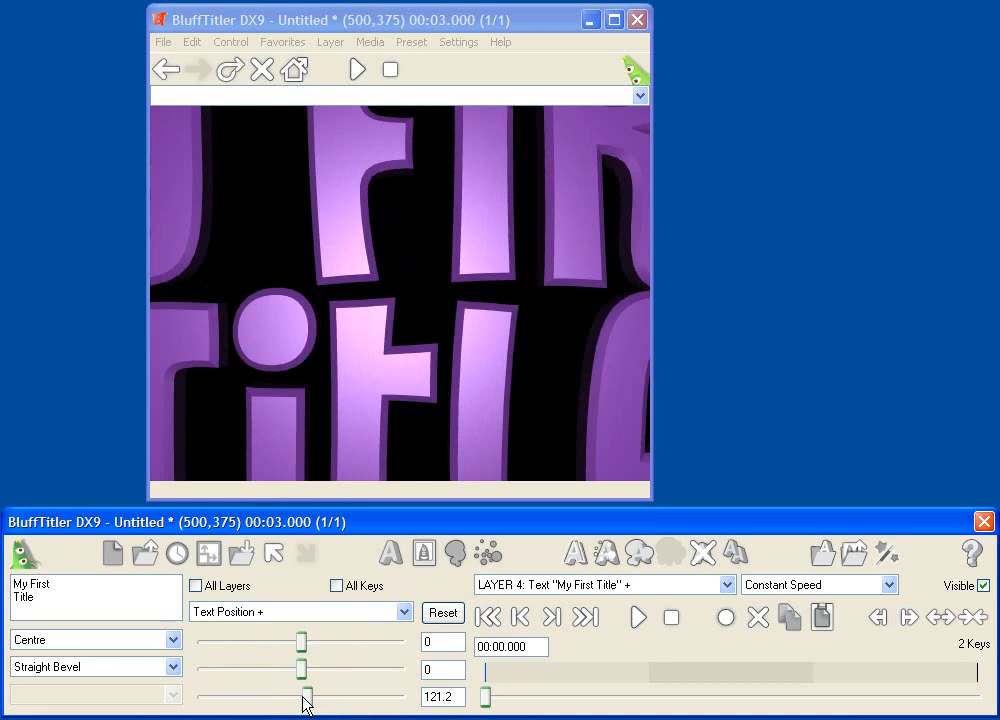 BluffTitler DX9 - Untitled * (500,375) 00:03.000 (1/1)
File Edit Control Favorites Layer Media Preset Settings Help
Fir
Title
BluffTitler DX9 - Untitled * (500,375) 00:03.000 (1/1)
My First
Title
All Layers
All Keys
LAYER 4: Text "My First Title" +
Constant Speed
Visible
Text Position +
Reset
Centre
0
00:00.000
2 Keys
Straight Bevel
0
121.2